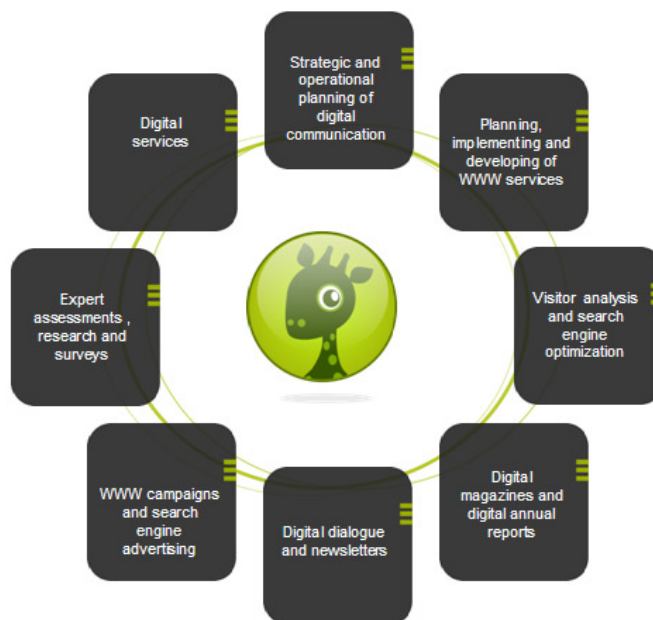 Strategic and
operational
planning of
digital
communication
Planning,
implementing and
developing of
WWW services
Visitor analysis
and search
engine
optimization
Digital
magazines and
digital annual
reports
Digital dialogue
and newsletters
WWW campaigns
and search
engine
advertising
Expert
assessments ,
research and
surveys
Digital
services